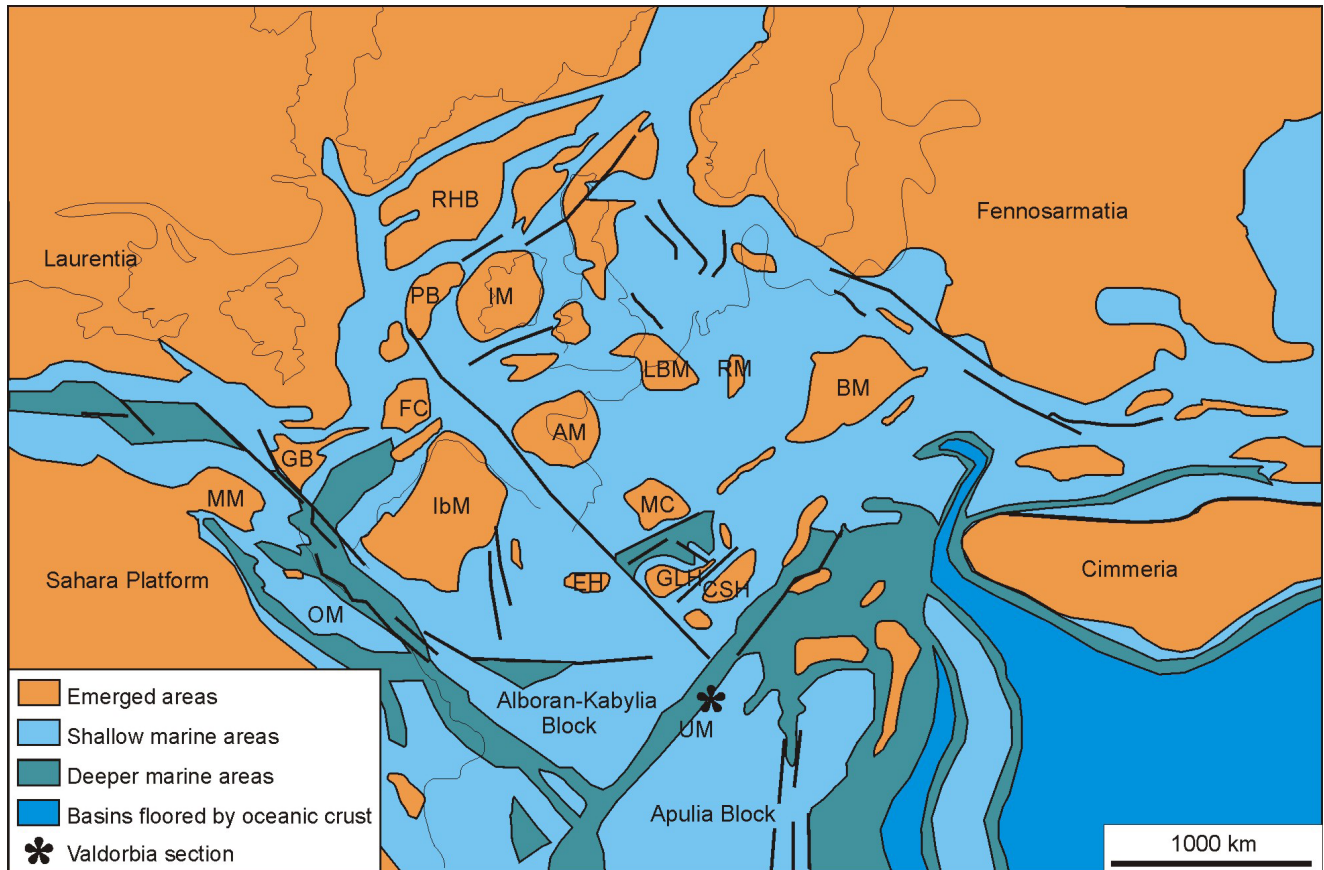 RHB
Fennosarmatia
Laurentia
PB
IM
LBM
RM
BM
FC
AM
GB
MM
IbM
MC
Sahara Platform
EH
GLH
CSH
Cimmeria
OM
Alboran-Kabylia
Block
UM
Apulia Block
Emerged areas
Shallow marine areas
Deeper marine areas
Basins floored by oceanic crust
Valdorbia section
1000 km